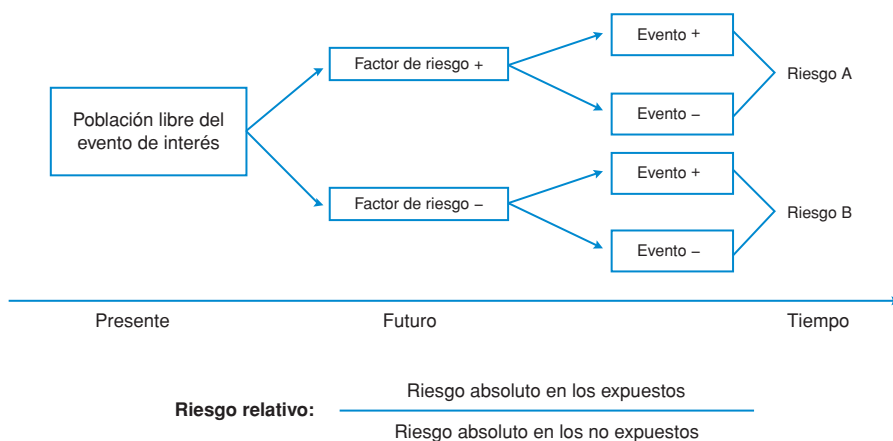 Evento +
Factor de riesgo +
Riesgo A
Población libre del
evento de interés
Evento –
Evento +
Factor de riesgo –
Riesgo B
Evento –
Presente
Futuro
Tiempo
Riesgo relativo:
Riesgo absoluto en los expuestos
Riesgo absoluto en los no expuestos